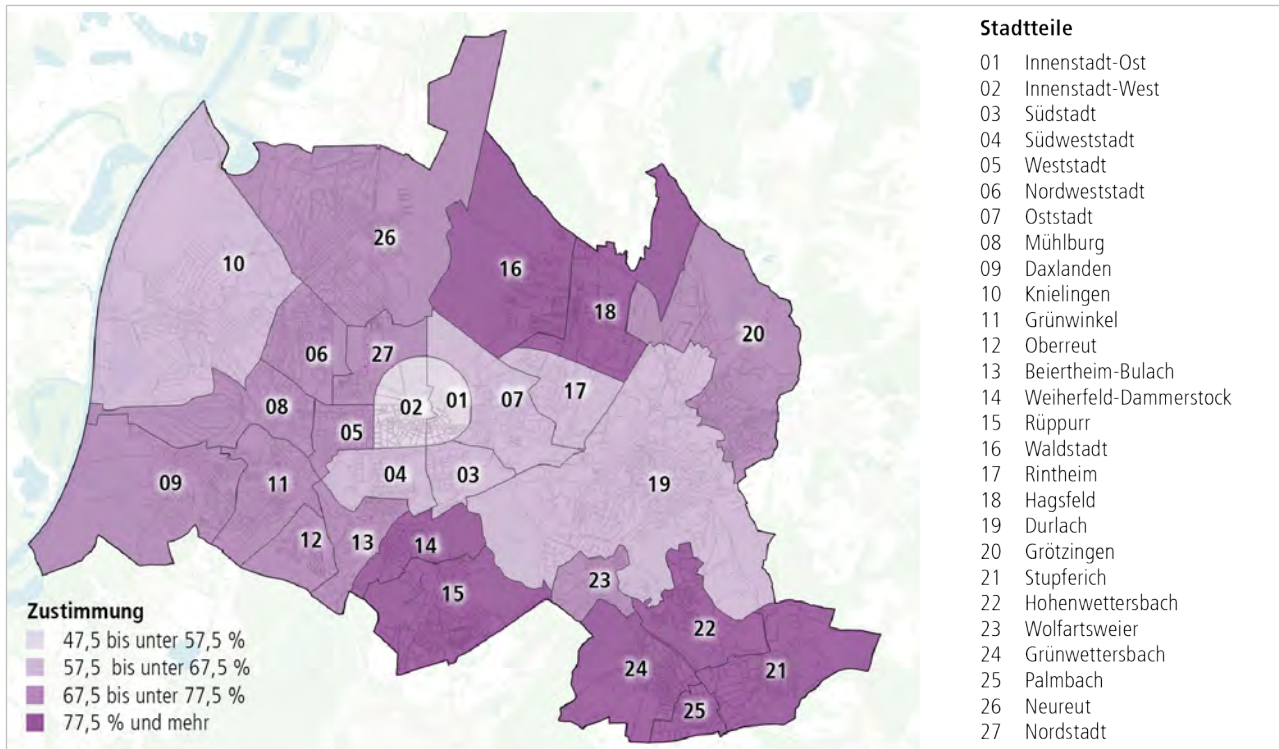 26
10
16
18
20
06
27
17
02
01
07
08
05
04
03
19
09
11
12
13
14
23
15
22
24
21
25
Zustimmung
47,5 bis unter 57,5 %
57,5 bis unter 67,5 %
67,5 bis unter 77,5 %
77,5 % und mehr
Stadtteile
01 Innenstadt-Ost
02 Innenstadt-West
03 Südstadt
04 Südweststadt
05 Weststadt
06 Nordweststadt
07 Oststadt
08 Mühlburg
09 Daxlanden
10 Knielingen
11 Grünwinkel
12 Oberreut
13 Beiertheim-Bulach
14 Weiherfeld-Dammerstock
15 Rüppurr
16 Waldstadt
17 Rintheim
18 Hagsfeld
19 Durlach
20 Grötzingen
21 Stupferich
22 Hohenwettersbach
23 Wolfartsweier
24 Grünwettersbach
25 Palmbach
26 Neureut
27 Nordstadt